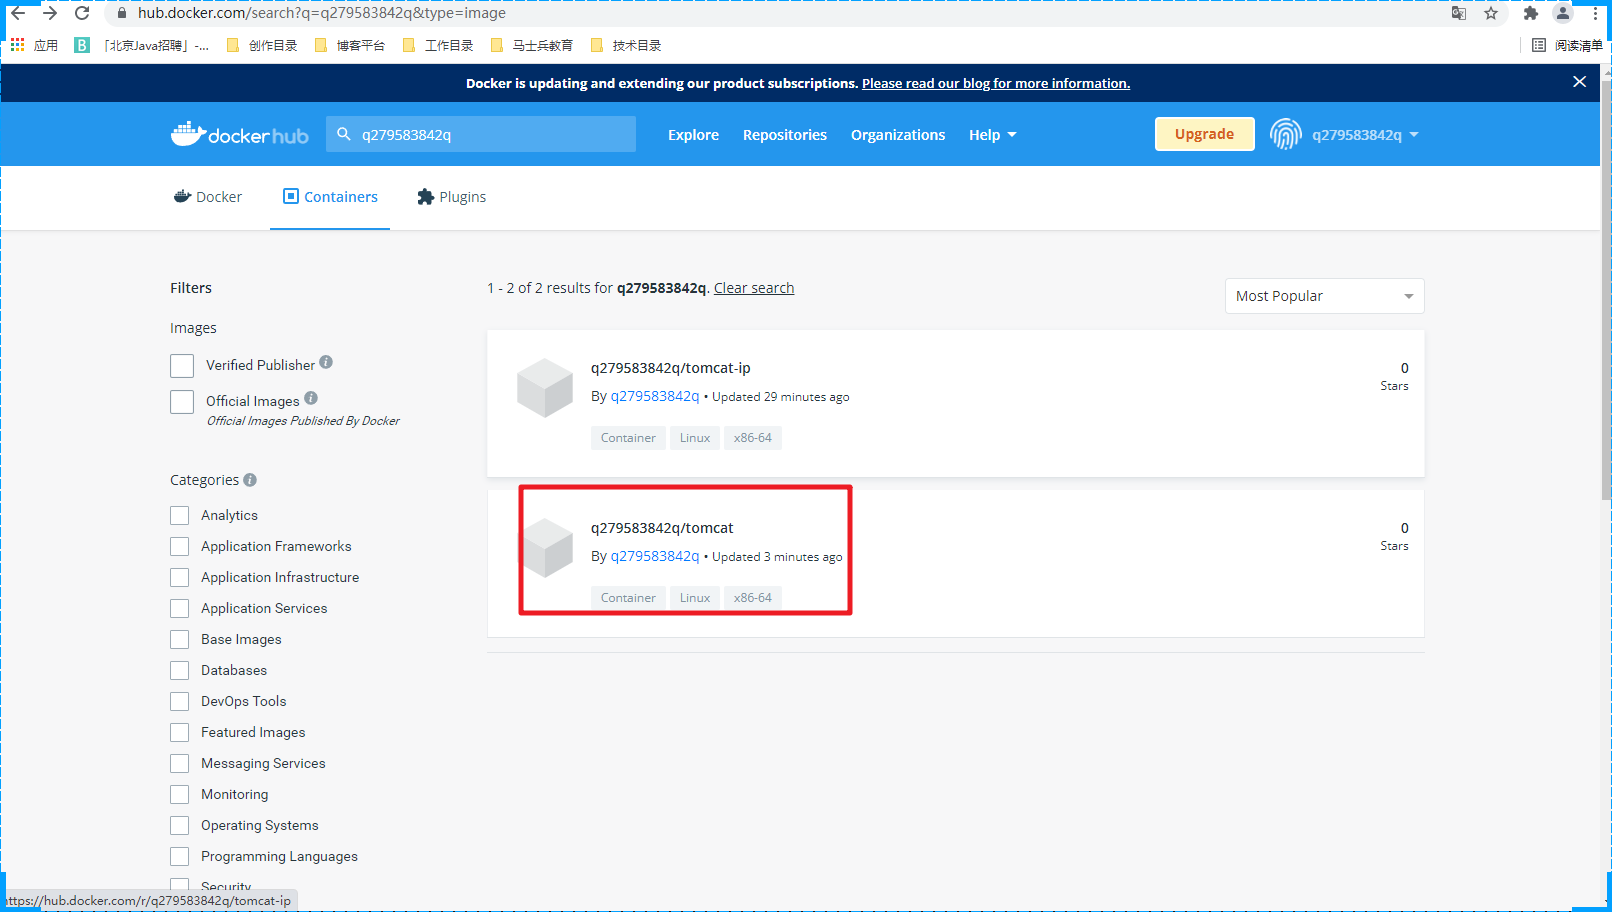 hub.docker.com/search?q=q279583842q&type=image
应用 「北京Java招聘」-... 创作目录 博客平台 工作目录 马士兵教育 技术目录 阅读清单
Docker is updating and extending our product subscriptions. Please read our blog for more information.
docker hub q279583842q Explore Repositories Organizations Help Upgrade q279583842q
Docker Containers Plugins
Filters
Images
Verified Publisher
Official Images
Official Images Published By Docker
Categories
Analytics
Application Frameworks
Application Infrastructure
Application Services
Base Images
Databases
DevOps Tools
Featured Images
Messaging Services
Monitoring
Operating Systems
Programming Languages
Security
1 - 2 of 2 results for q279583842q. Clear search
Most Popular
q279583842q/tomcat-ip
By q279583842q • Updated 29 minutes ago
Container Linux x86-64
0
Stars
q279583842q/tomcat
By q279583842q • Updated 3 minutes ago
Container Linux x86-64
0
Stars
https://hub.docker.com/r/q279583842q/tomcat-ip